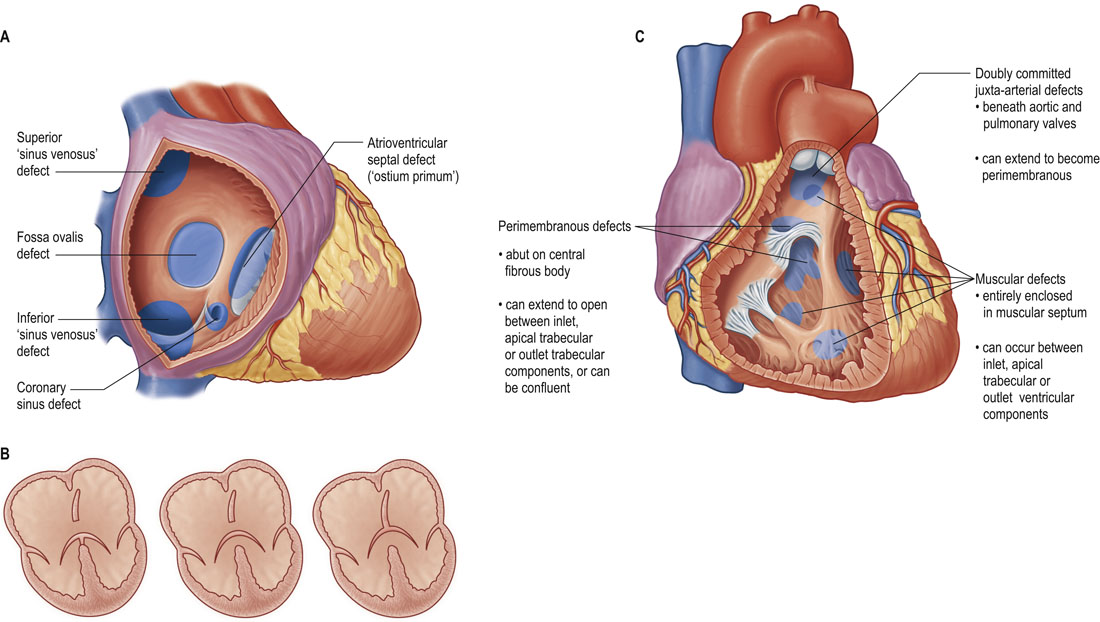 A
Superior
‘sinus venosus’
defect
Fossa ovalis
defect
Inferior
‘sinus venosus’
defect
Coronary
sinus defect
Atrioventricular
septal defect
(‘ostium primum’)
B
C
Perimembranous defects
• abut on central
fibrous body
• can extend to open
between inlet,
apical trabecular
or outlet trabecular
components, or can
be confluent
Doubly committed
juxta-arterial defects
• beneath aortic and
pulmonary valves
• can extend to become
perimembranous
Muscular defects
• entirely enclosed
in muscular septum
• can occur between
inlet, apical
trabecular or
outlet ventricular
components